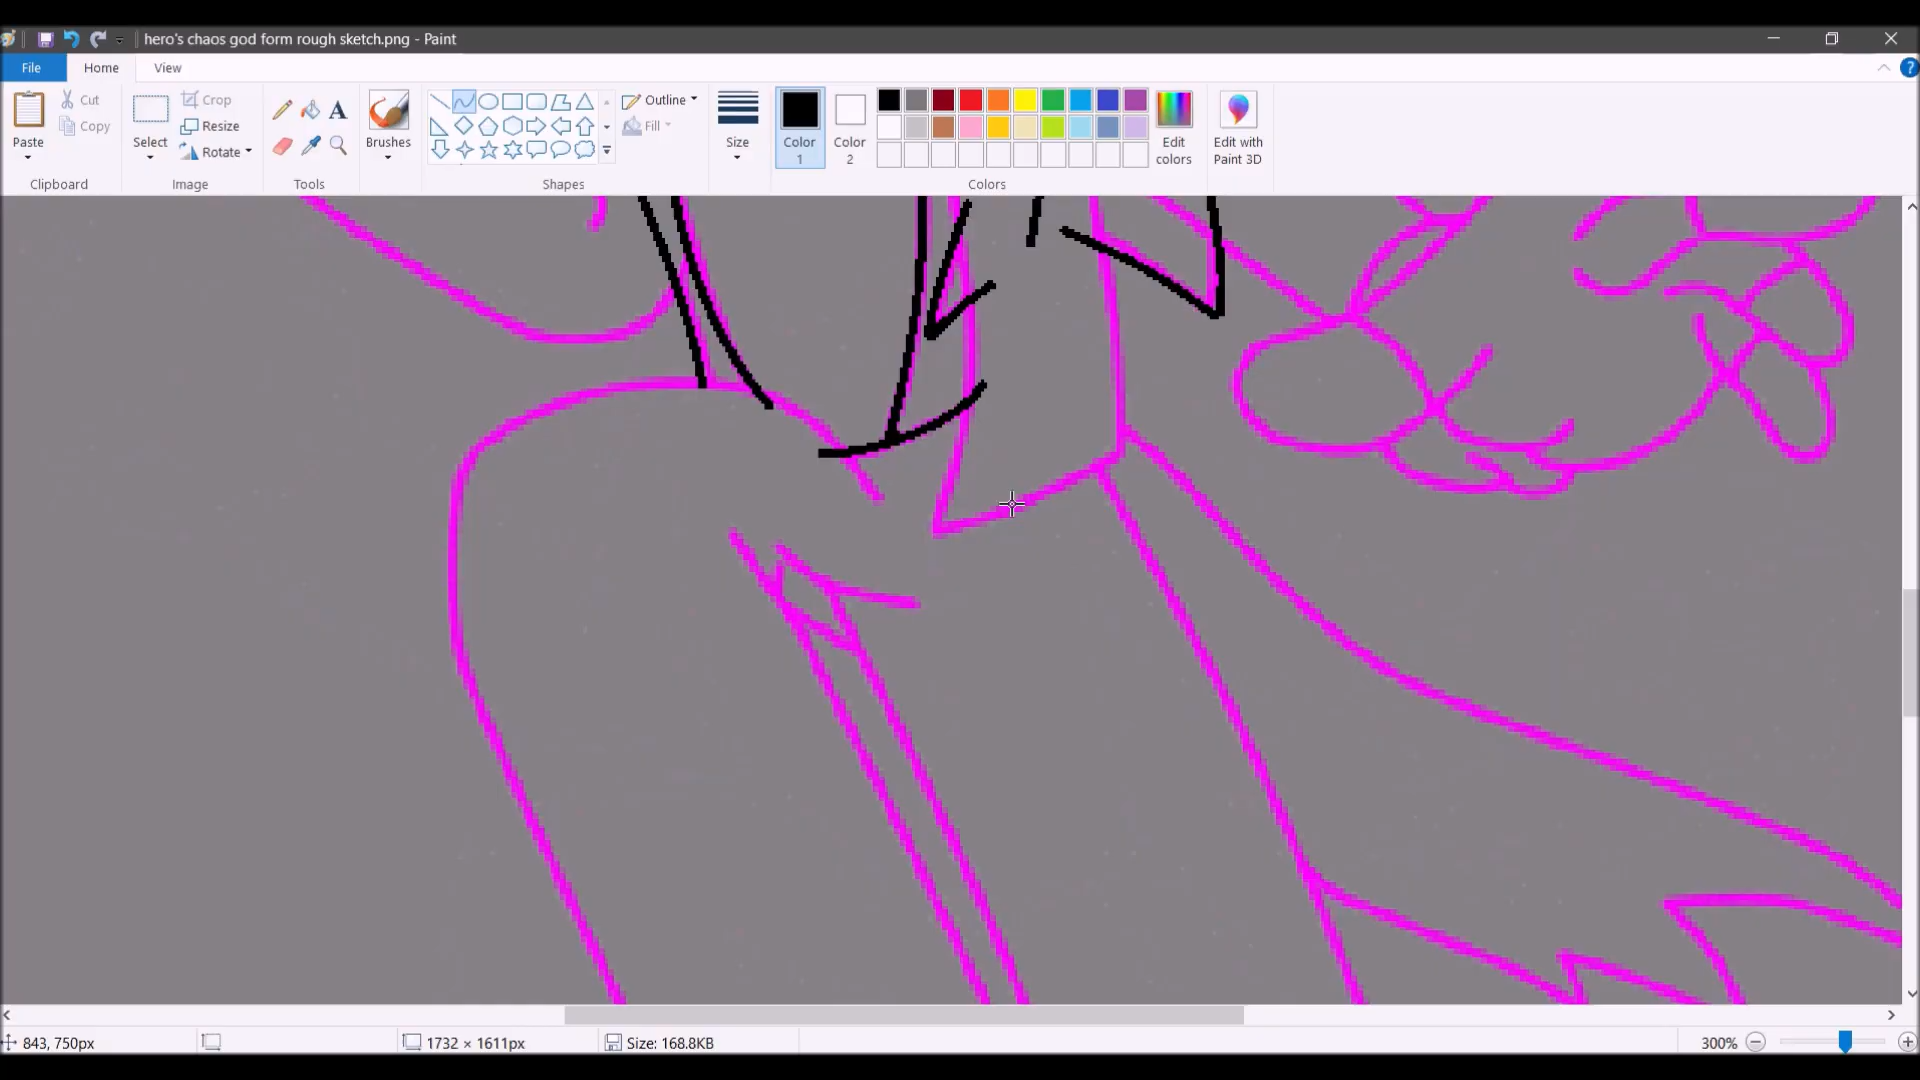 hero's chaos god form rough sketch.png - Paint
File
Home
View
Paste
Cut
Copy
Clipboard
Select
Crop
Resize
Rotate
Image
A
Tools
Brushes
Outline
Fill
Shapes
Size
Color 1
Color 2
Edit colors
Edit with Paint 3D
Colors
?
843, 750px
1732 × 1611px
Size: 168.8KB
300%